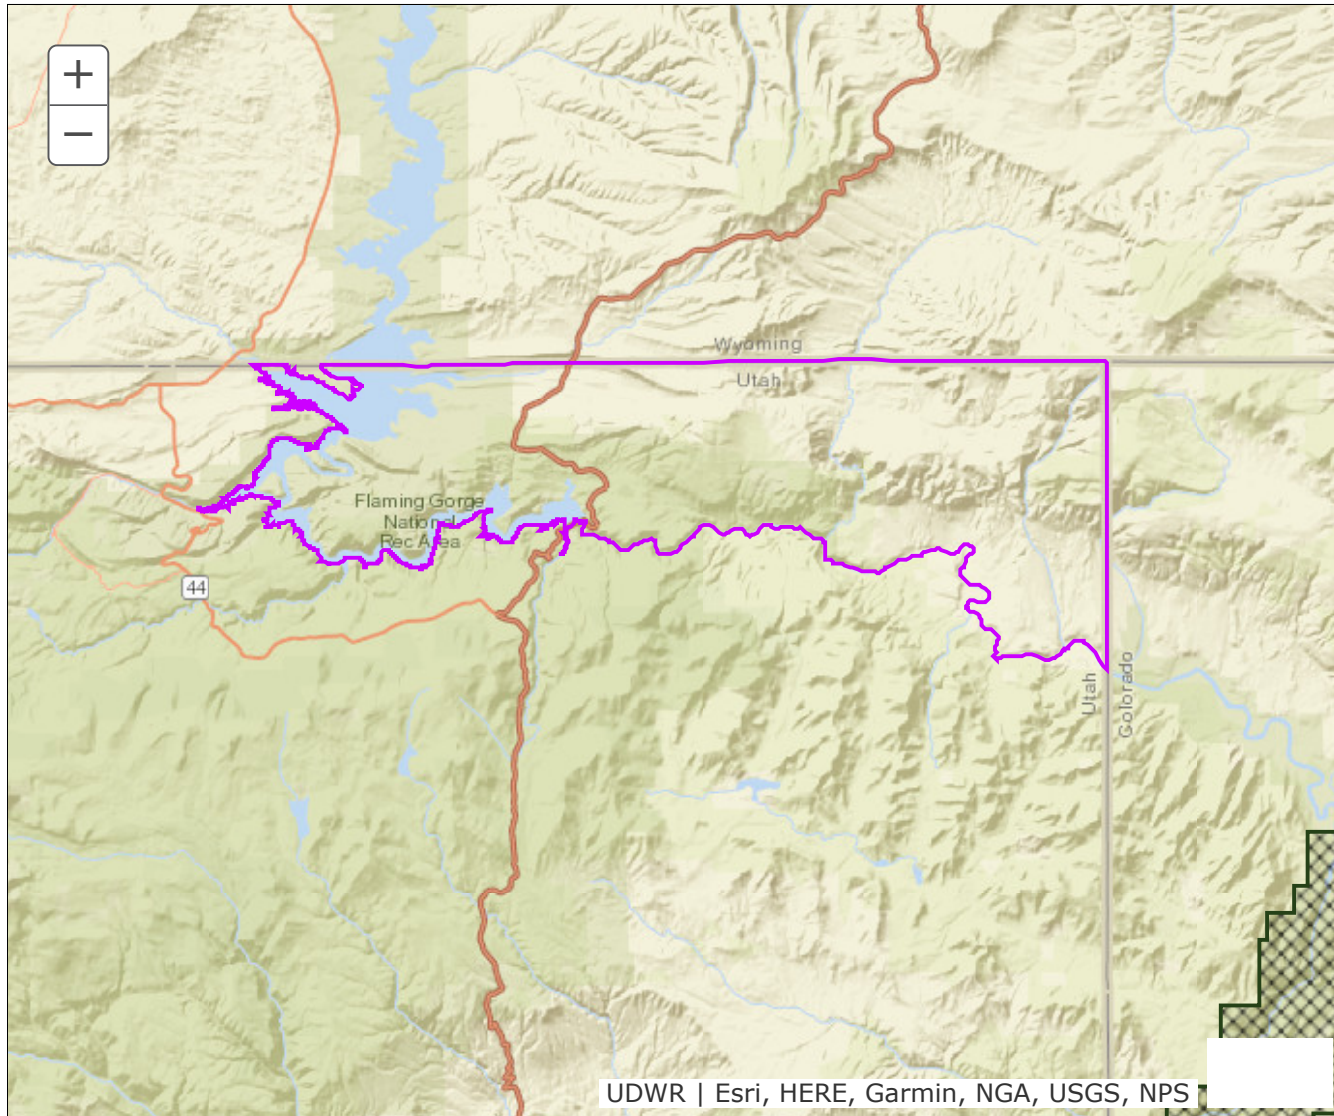 +
−
Wyoming
Utah
Flaming Gorge
National
Rec Area
44
Utah
Colorado
UDWR | Esri, HERE, Garmin, NGA, USGS, NPS